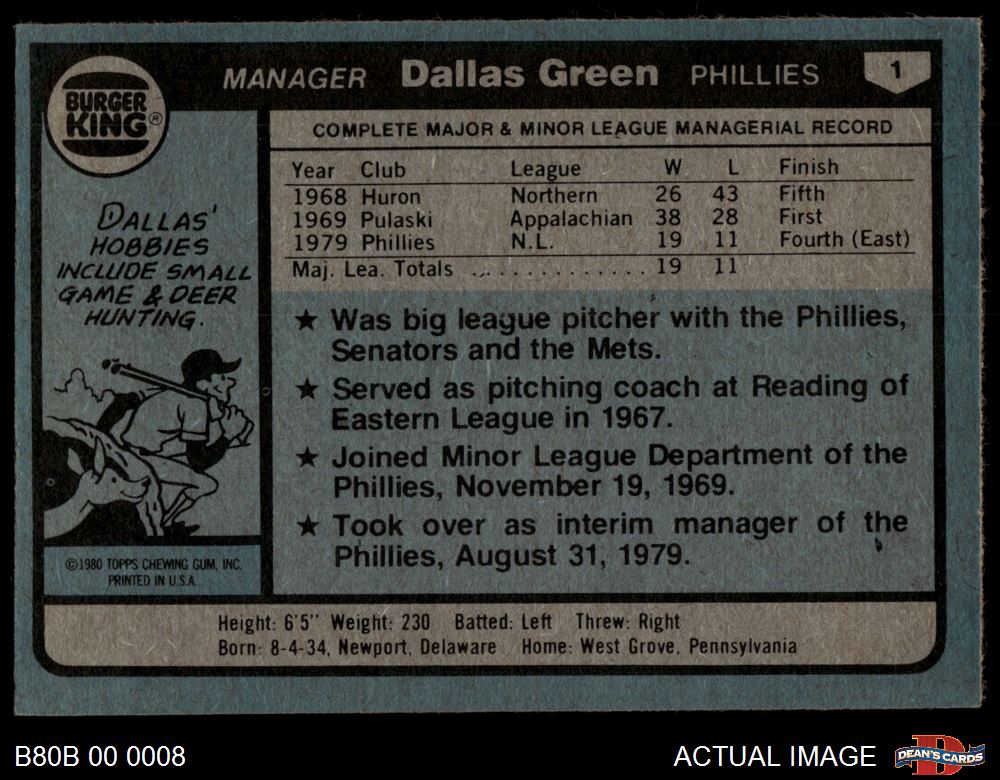 MANAGER Dallas Green PHILLIES 1
BURGER
KING®
COMPLETE MAJOR & MINOR LEAGUE MANAGERIAL RECORD
Year Club League W L Finish
1968 Huron Northern 26 43 Fifth
1969 Pulaski Appalachian 38 28 First
1979 Phillies N.L. 19 11 Fourth (East)
Maj. Lea. Totals .............. 19 11
DALLAS'
HOBBIES
INCLUDE SMALL
GAME & DEER
HUNTING.
★ Was big league pitcher with the Phillies,
Senators and the Mets.
★ Served as pitching coach at Reading of
Eastern League in 1967.
★ Joined Minor League Department of the
Phillies, November 19, 1969.
★ Took over as interim manager of the
Phillies, August 31, 1979.
©1980 TOPPS CHEWING GUM, INC.
PRINTED IN U.S.A.
Height: 6'5" Weight: 230 Batted: Left Threw: Right
Born: 8-4-34, Newport, Delaware Home: West Grove, Pennsylvania
B80B 00 0008
ACTUAL IMAGE
DEAN'S CARDS